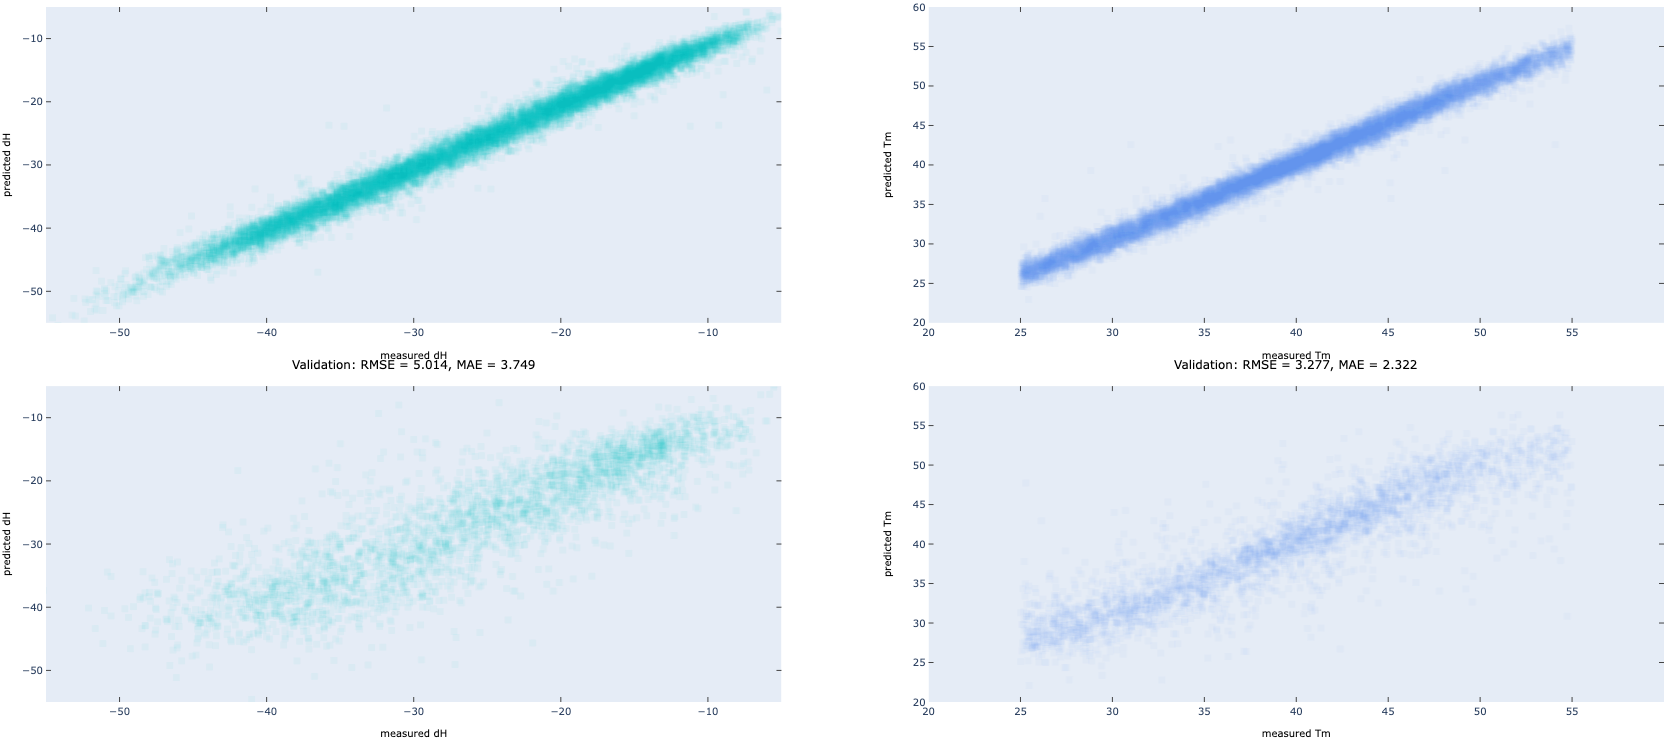 −10
−20
−30
−40
−50
predicted dH
−50 −40 −30 −20 −10
measured dH
60
55
50
45
40
35
30
25
20
predicted Tm
20 25 30 35 40 45 50 55
measured Tm
Validation: RMSE = 5.014, MAE = 3.749
−10
−20
−30
−40
−50
predicted dH
−50 −40 −30 −20 −10
measured dH
Validation: RMSE = 3.277, MAE = 2.322
60
55
50
45
40
35
30
25
20
predicted Tm
20 25 30 35 40 45 50 55
measured Tm